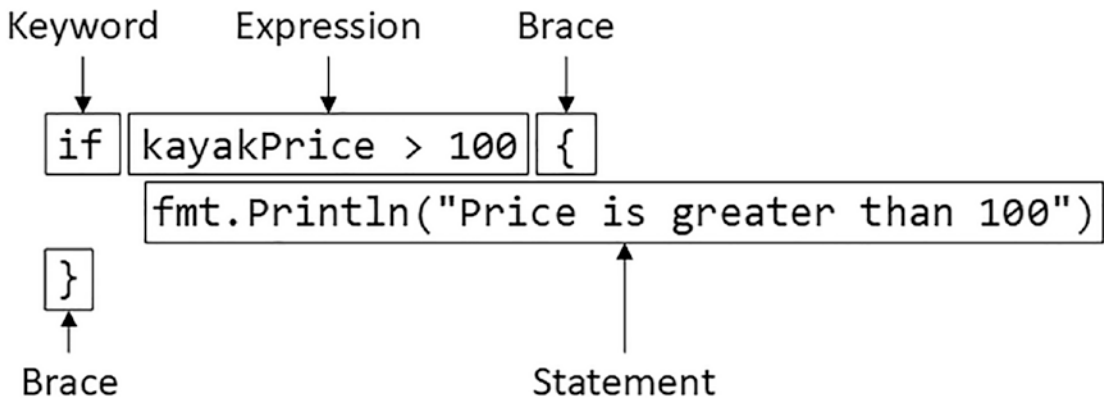 Keyword Expression Brace
if kayakPrice > 100 {
fmt.Println("Price is greater than 100")
}
Brace Statement